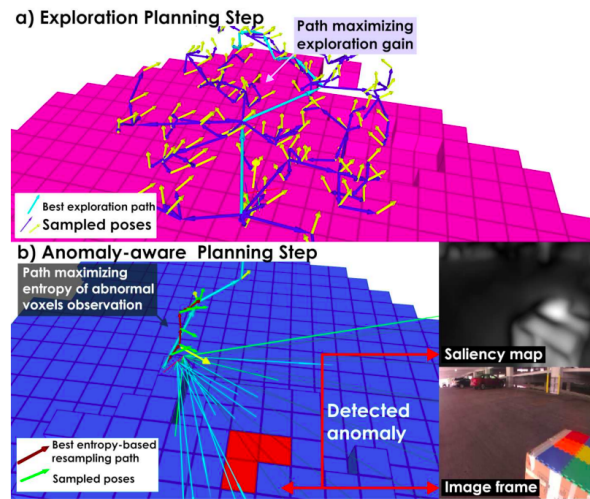 a) Exploration Planning Step
Path maximizing
exploration gain
Best exploration path
Sampled poses
b) Anomaly-aware Planning Step
Path maximizing
entropy of abnormal
voxels observation
Saliency map
Detected
anomaly
Best entropy-based
resampling path
Sampled poses
Image frame